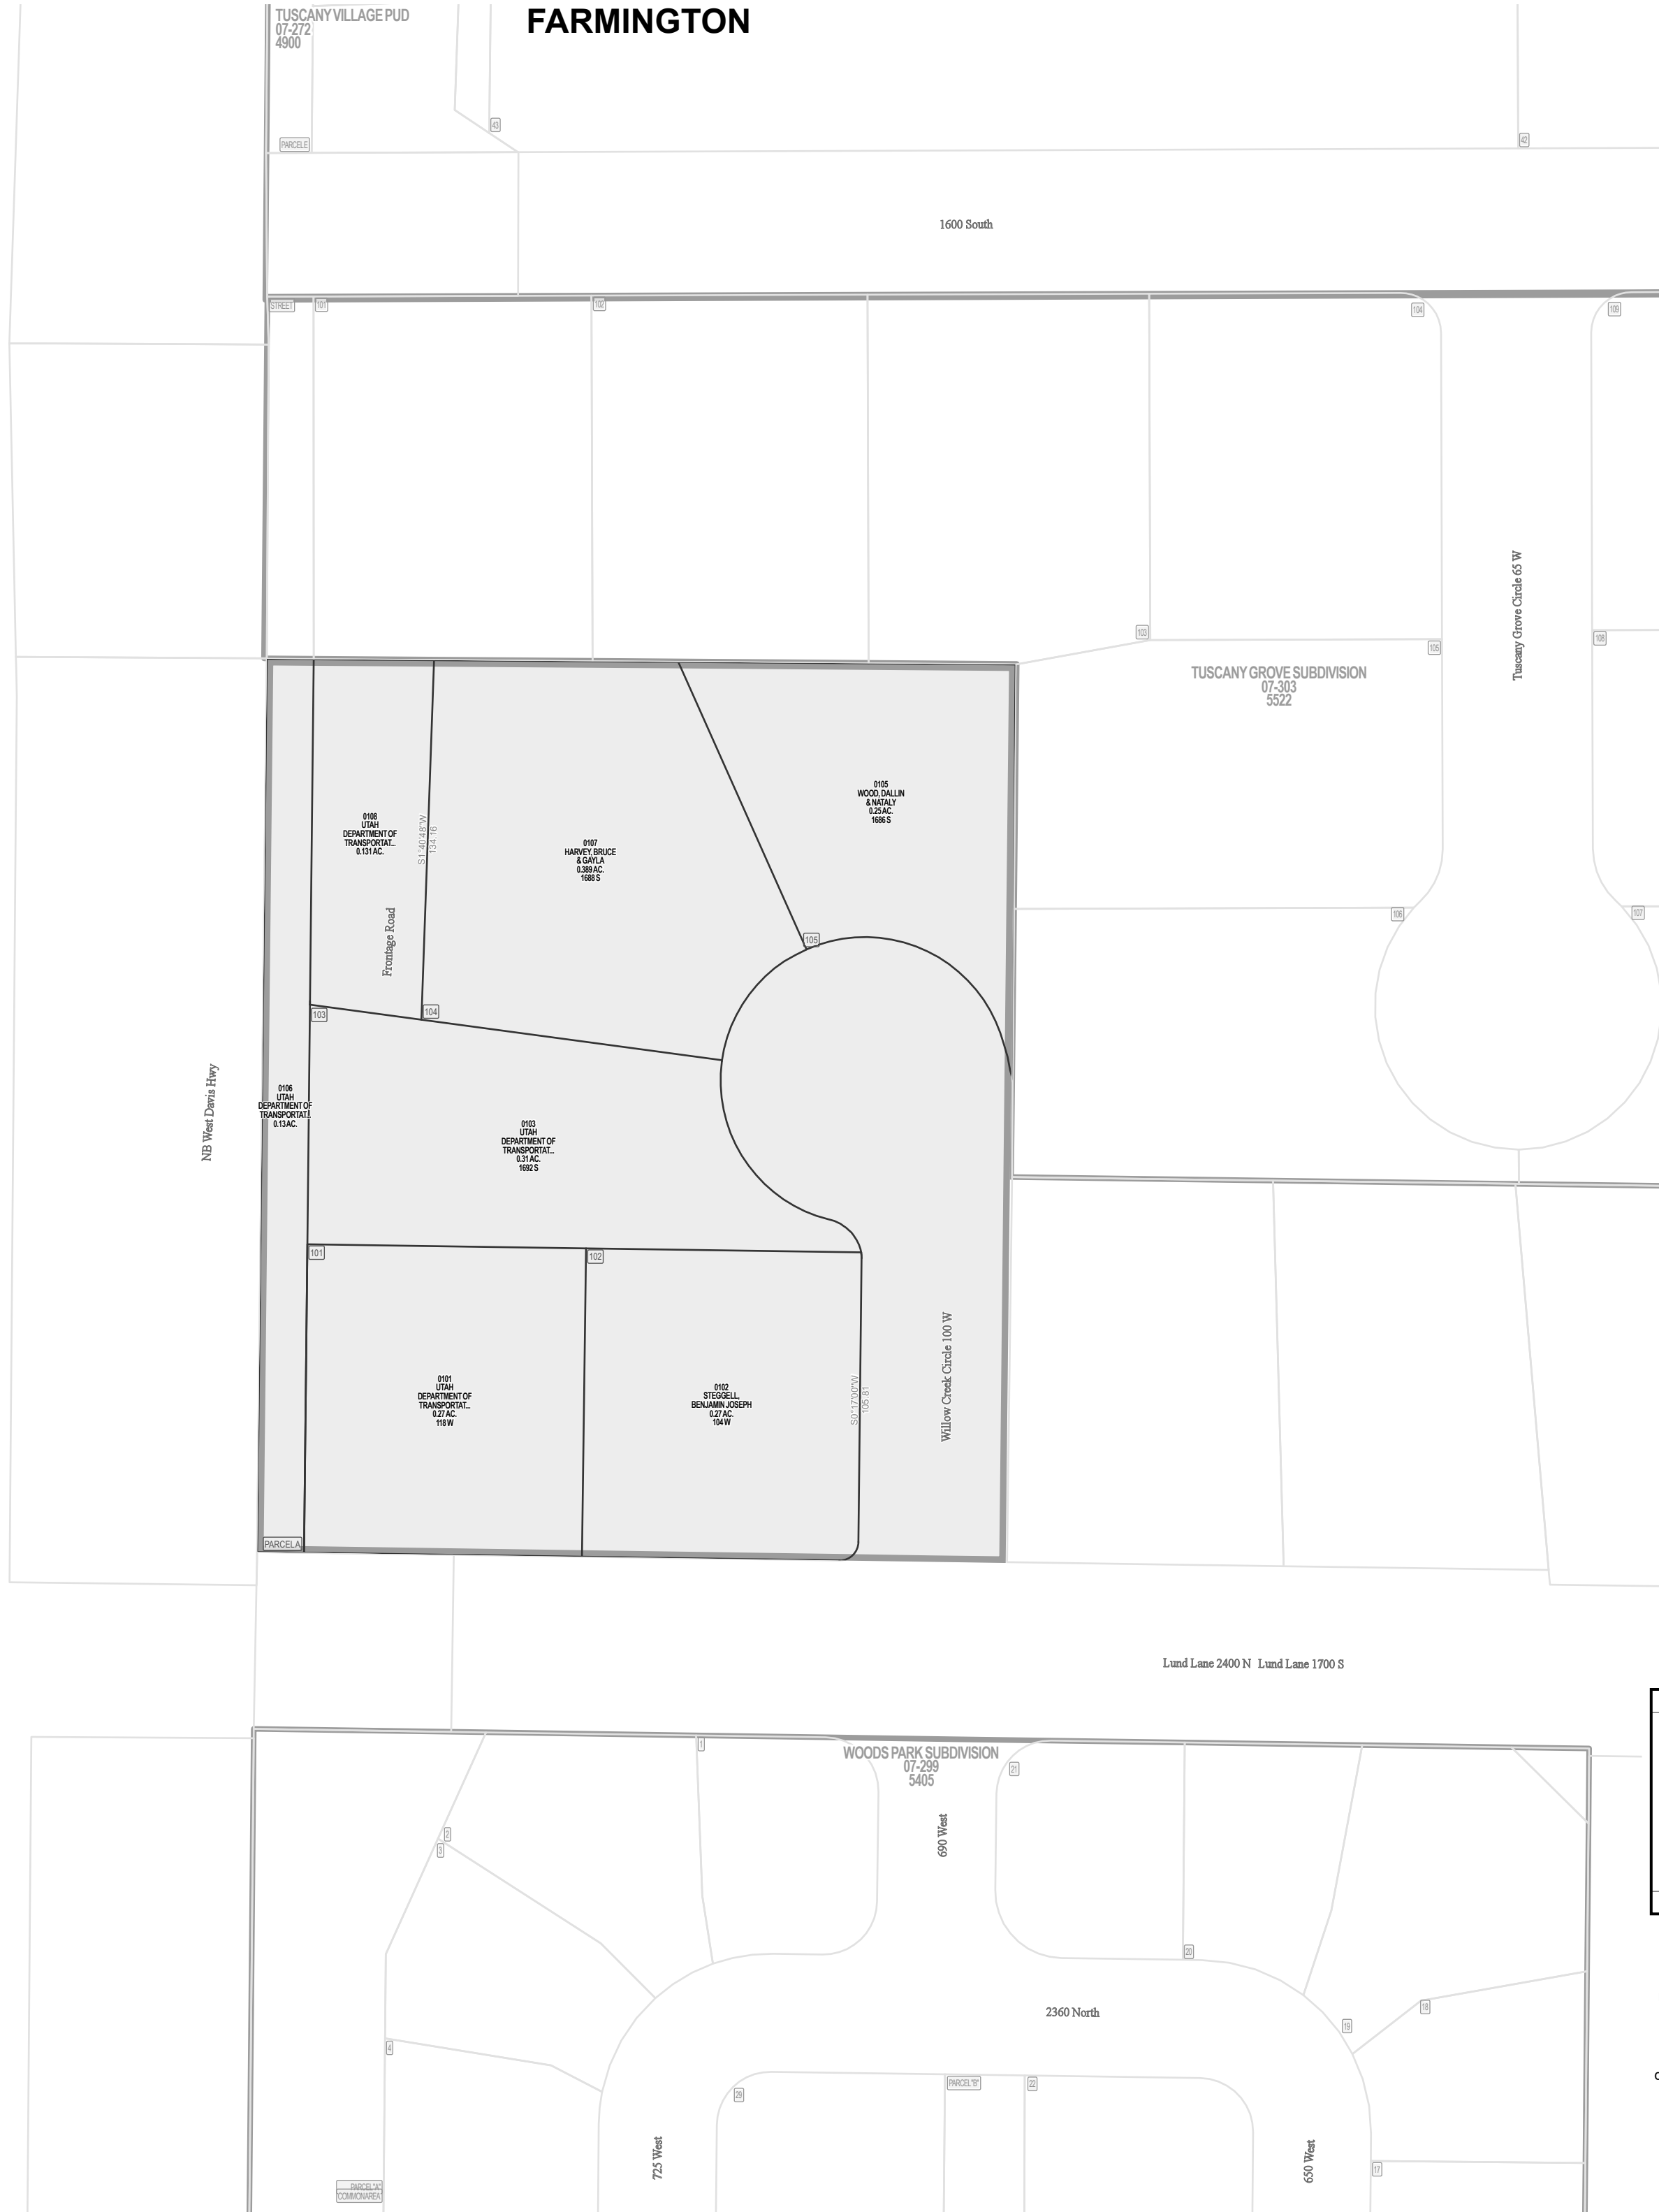 TUSCANY VILLAGE PUD
07-272
4900
FARMINGTON
43
PARCELE
42
1600 South
STREET
101
102
104
109
Tuscany Grove Circle 65 W
103
105
108
TUSCANY GROVE SUBDIVISION
07-303
5522
0105
WOOD, DALLIN
& NATALY
0.25 AC.
1686 S
0108
UTAH
DEPARTMENT OF
TRANSPORTAT...
0.131 AC.
S1°40'48"W
134.16
0107
HARVEY, BRUCE
& GAYLA
0.389 AC.
1688 S
Frontage Road
105
106
107
103
104
NB West Davis Hwy
0106
UTAH
DEPARTMENT OF
TRANSPORTAT...
0.13 AC.
0103
UTAH
DEPARTMENT OF
TRANSPORTAT...
0.31 AC.
1692 S
101
102
Willow Creek Circle 100 W
0101
UTAH
DEPARTMENT OF
TRANSPORTAT...
0.27 AC.
118 W
0102
STEGGELL,
BENJAMIN JOSEPH
0.27 AC.
104 W
S0°17'00"W
105.81
PARCELA
Lund Lane 2400 N Lund Lane 1700 S
1
WOODS PARK SUBDIVISION
07-299
5405
21
690 West
2
3
20
2360 North
18
19
4
29
PARCEL"B"
22
725 West
650 West
17
PARCEL"A"
"COMMONAREA"